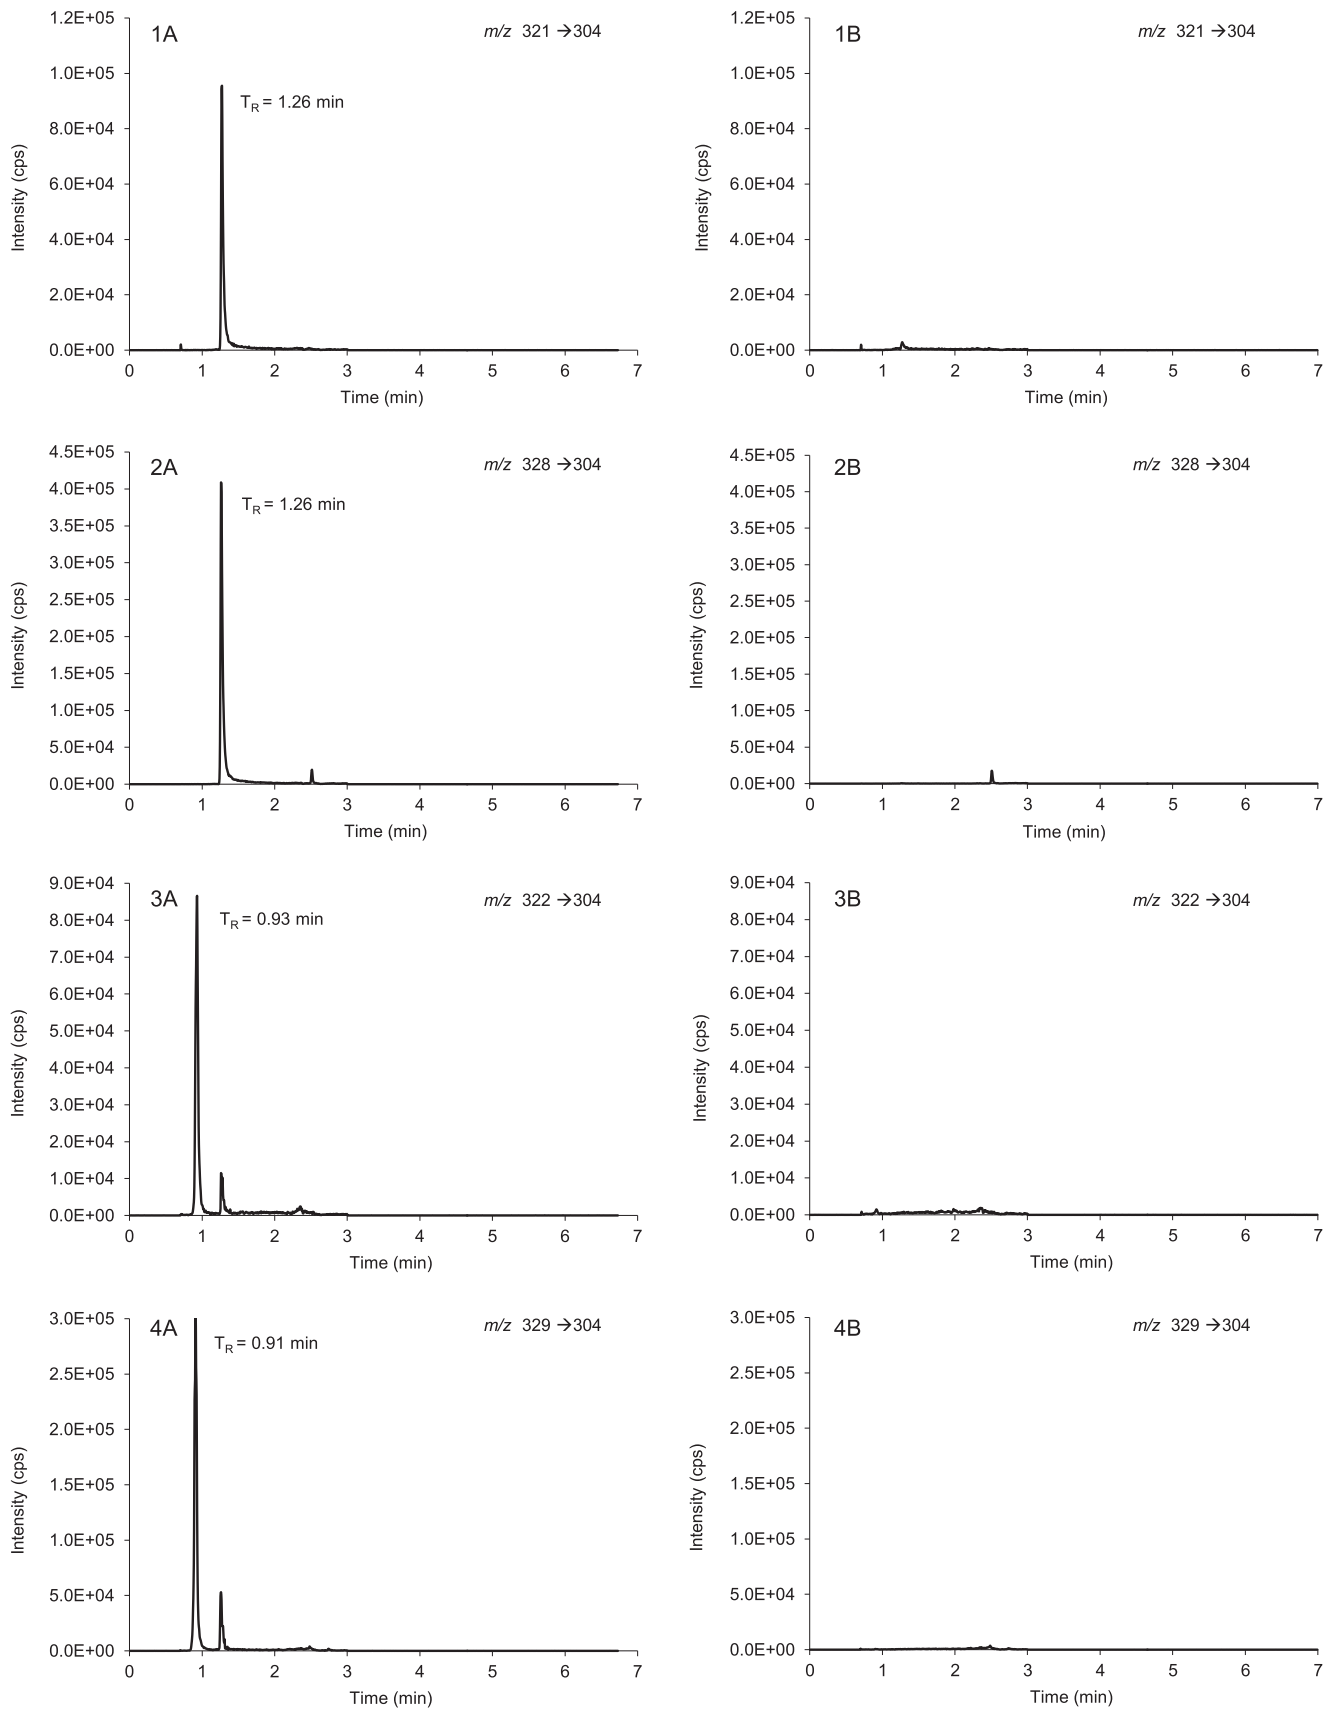 1A
m/z 321 →304
T_R = 1.26 min
1.2E+05
1.0E+05
8.0E+04
6.0E+04
4.0E+04
2.0E+04
0.0E+00
Intensity (cps)
0 1 2 3 4 5 6 7
Time (min)
1B
m/z 321 →304
1.2E+05
1.0E+05
8.0E+04
6.0E+04
4.0E+04
2.0E+04
0.0E+00
Intensity (cps)
0 1 2 3 4 5 6 7
Time (min)
2A
m/z 328 →304
T_R = 1.26 min
4.5E+05
4.0E+05
3.5E+05
3.0E+05
2.5E+05
2.0E+05
1.5E+05
1.0E+05
5.0E+04
0.0E+00
Intensity (cps)
0 1 2 3 4 5 6 7
Time (min)
2B
m/z 328 →304
4.5E+05
4.0E+05
3.5E+05
3.0E+05
2.5E+05
2.0E+05
1.5E+05
1.0E+05
5.0E+04
0.0E+00
Intensity (cps)
0 1 2 3 4 5 6 7
Time (min)
3A
m/z 322 →304
T_R = 0.93 min
9.0E+04
8.0E+04
7.0E+04
6.0E+04
5.0E+04
4.0E+04
3.0E+04
2.0E+04
1.0E+04
0.0E+00
Intensity (cps)
0 1 2 3 4 5 6 7
Time (min)
3B
m/z 322 →304
9.0E+04
8.0E+04
7.0E+04
6.0E+04
5.0E+04
4.0E+04
3.0E+04
2.0E+04
1.0E+04
0.0E+00
Intensity (cps)
0 1 2 3 4 5 6 7
Time (min)
4A
m/z 329 →304
T_R = 0.91 min
3.0E+05
2.5E+05
2.0E+05
1.5E+05
1.0E+05
5.0E+04
0.0E+00
Intensity (cps)
0 1 2 3 4 5 6 7
Time (min)
4B
m/z 329 →304
3.0E+05
2.5E+05
2.0E+05
1.5E+05
1.0E+05
5.0E+04
0.0E+00
Intensity (cps)
0 1 2 3 4 5 6 7
Time (min)